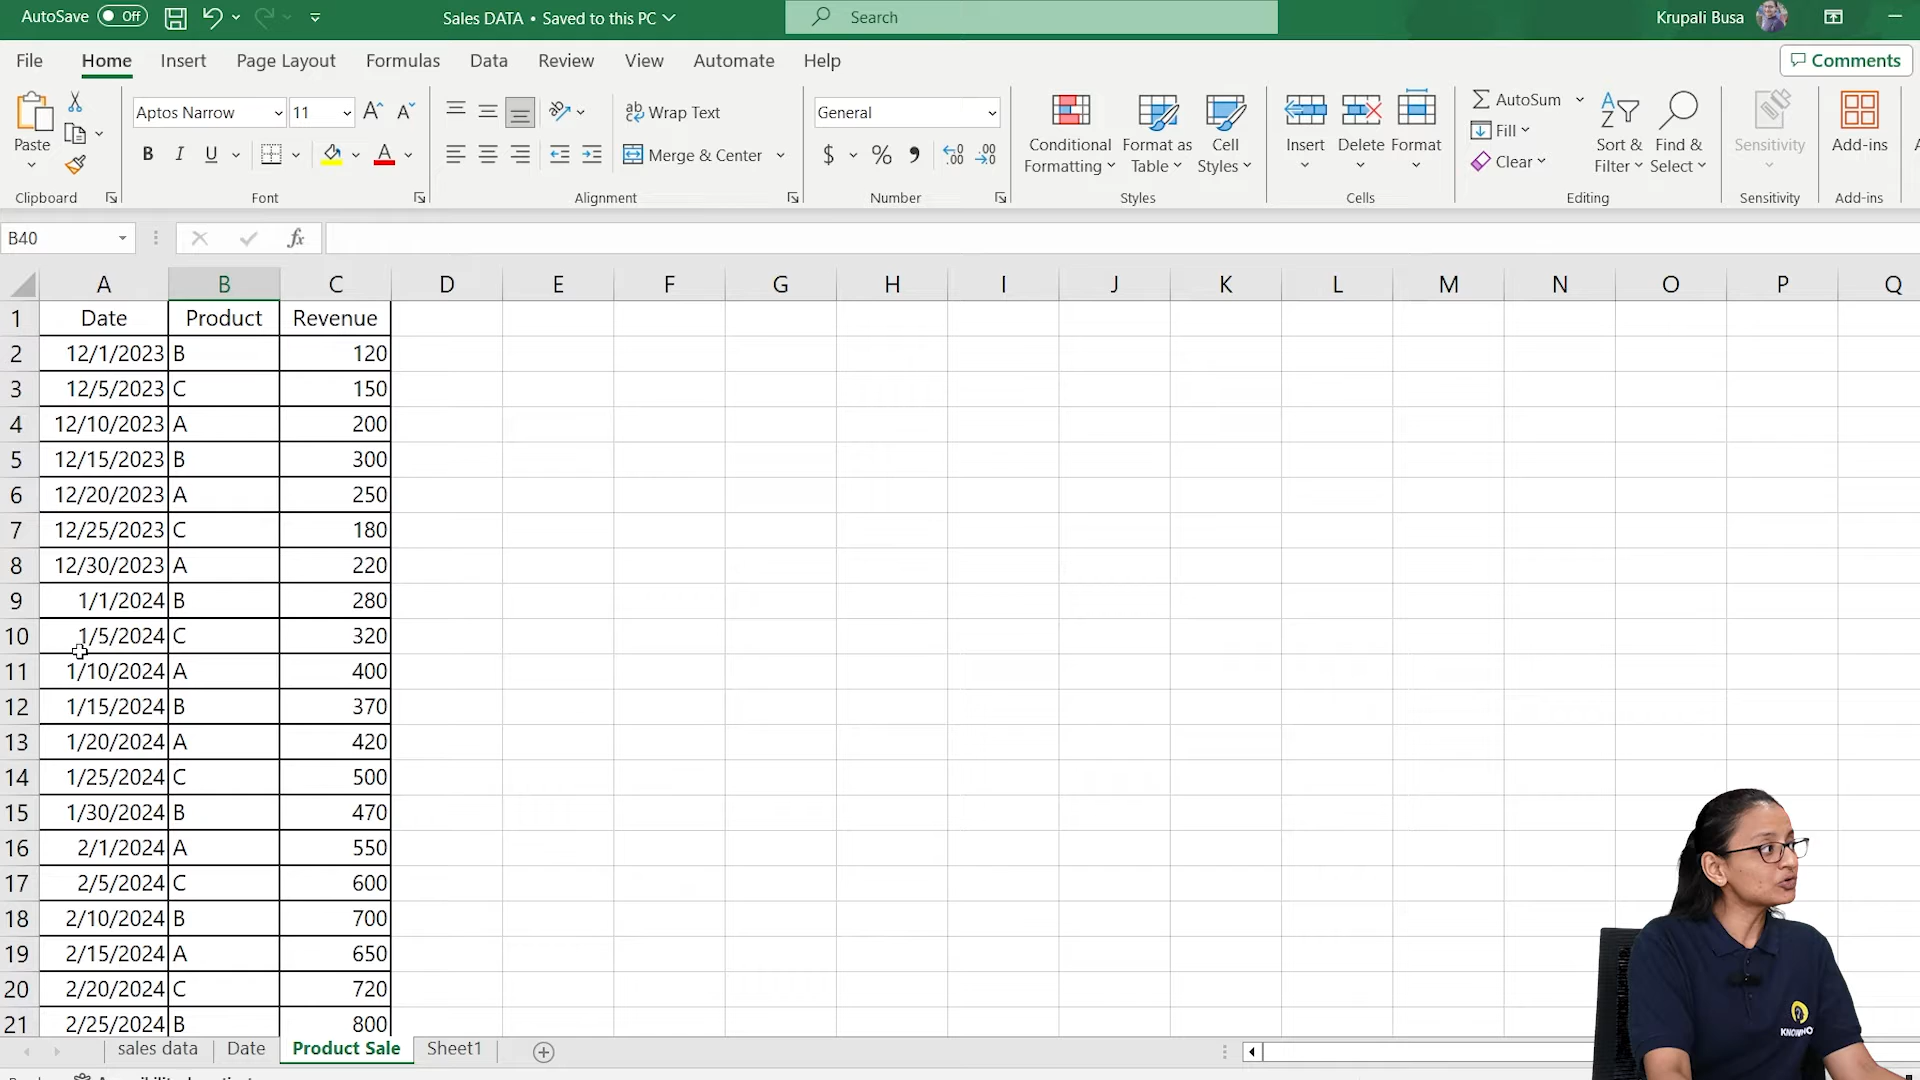 AutoSave Off Sales DATA • Saved to this PC Search Krupali Busa
File Home Insert Page Layout Formulas Data Review View Automate Help Comments
Paste
Clipboard
Aptos Narrow 11
B I U A
Font
Wrap Text
Merge & Center
Alignment
General
$ %
Number
Conditional Formatting
Format as Table
Cell Styles
Styles
Insert Delete Format
Cells
AutoSum
Fill
Clear
Sort & Filter
Find & Select
Editing
Sensitivity
Sensitivity
Add-ins
Add-ins
B40 fx
A B C D E F G H I J K L M N O P Q
1 Date Product Revenue
2 12/1/2023 B 120
3 12/5/2023 C 150
4 12/10/2023 A 200
5 12/15/2023 B 300
6 12/20/2023 A 250
7 12/25/2023 C 180
8 12/30/2023 A 220
9 1/1/2024 B 280
10 1/5/2024 C 320
11 1/10/2024 A 400
12 1/15/2024 B 370
13 1/20/2024 A 420
14 1/25/2024 C 500
15 1/30/2024 B 470
16 2/1/2024 A 550
17 2/5/2024 C 600
18 2/10/2024 B 700
19 2/15/2024 A 650
20 2/20/2024 C 720
21 2/25/2024 B 800
sales data Date Product Sale Sheet1